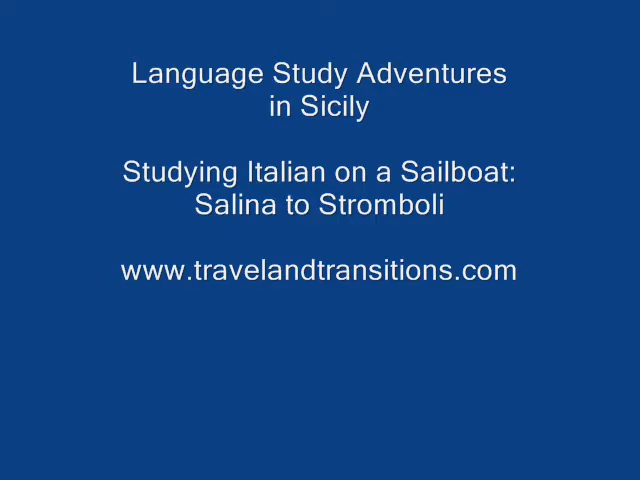 Language Study Adventures
in Sicily
Studying Italian on a Sailboat:
Salina to Stromboli
www.travelandtransitions.com